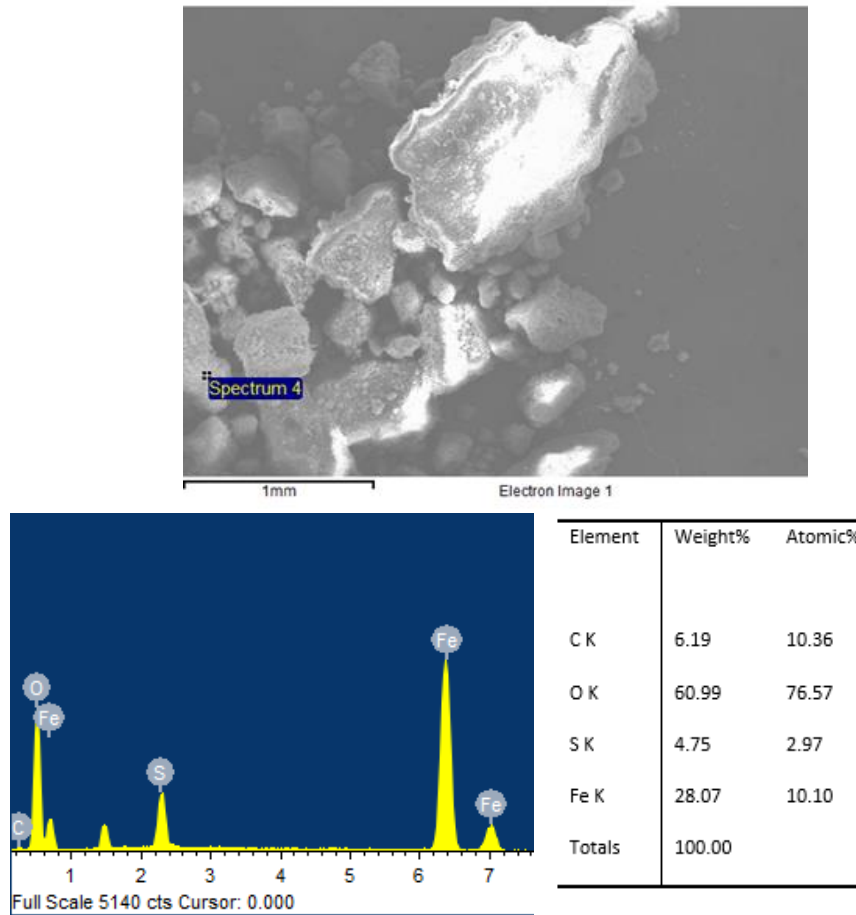 Spectrum 4
1mm Electron Image 1
Fe
O
Fe
S
Fe
C
1 2 3 4 5 6 7
Full Scale 5140 cts Cursor: 0.000
Element Weight% Atomic%
C K 6.19 10.36
O K 60.99 76.57
S K 4.75 2.97
Fe K 28.07 10.10
Totals 100.00